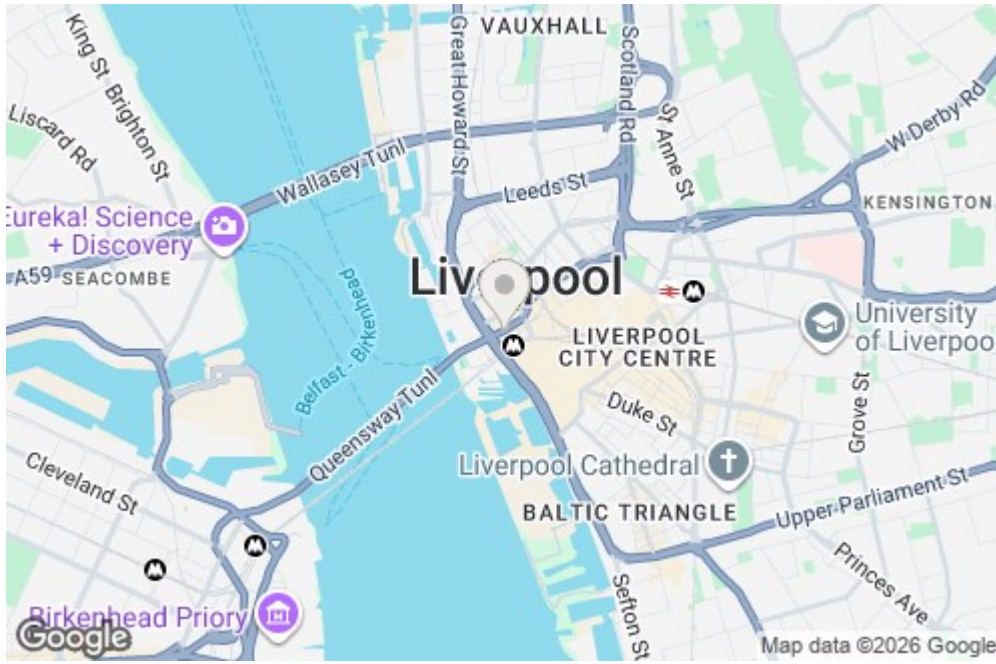 VAUXHALL
King St
Brighton St
Great Howard St
Scotland Rd
St Anne St
W Derby Rd
Liscard Rd
Wallasey Tunl
Leeds St
KENSINGTON
Eureka! Science
+ Discovery
A59
SEACOMBE
Liverpool
Belfast - Birkenhead
LIVERPOOL
CITY CENTRE
University
of Liverpoo
Queensway Tunl
Duke St
Grove St
Cleveland St
Liverpool Cathedral
BALTIC TRIANGLE
Upper Parliament St
Princes Ave
Sefton St
Birkenhead Priory
Google
Map data ©2026 Google